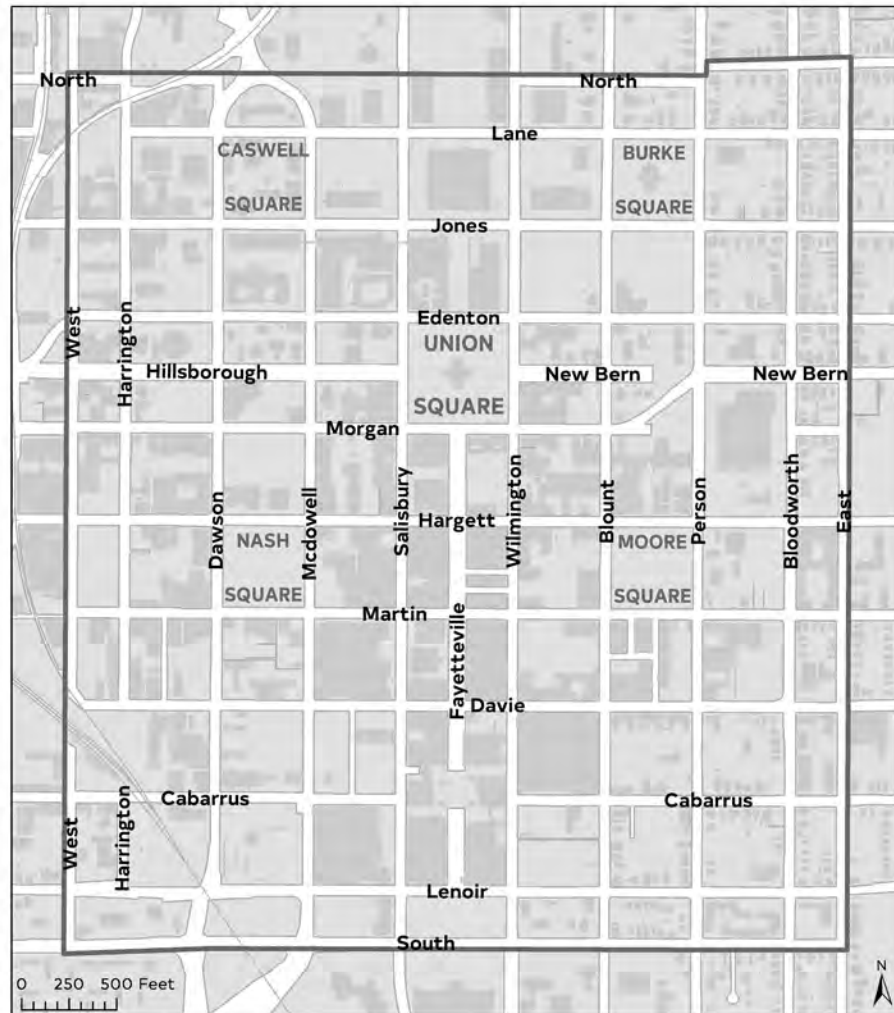 North
North
Lane
CASWELL
SQUARE
BURKE
SQUARE
Jones
Edenton
UNION
SQUARE
West
Harrington
Hillsborough
New Bern
New Bern
Morgan
Dawson
Mcdowell
Salisbury
Hargett
Wilmington
Blount
Person
Bloodworth
East
NASH
SQUARE
MOORE
SQUARE
Martin
Fayetteville
Davie
Cabarrus
Cabarrus
West
Harrington
Lenoir
South
0 250 500 Feet
N